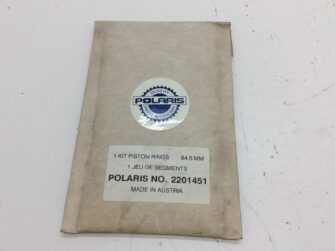 POLARIS
1 KIT PISTON RINGS 64.5 MM
1 JEU DE SEGMENTS
POLARIS NO. 2201451
MADE IN AUSTRIA